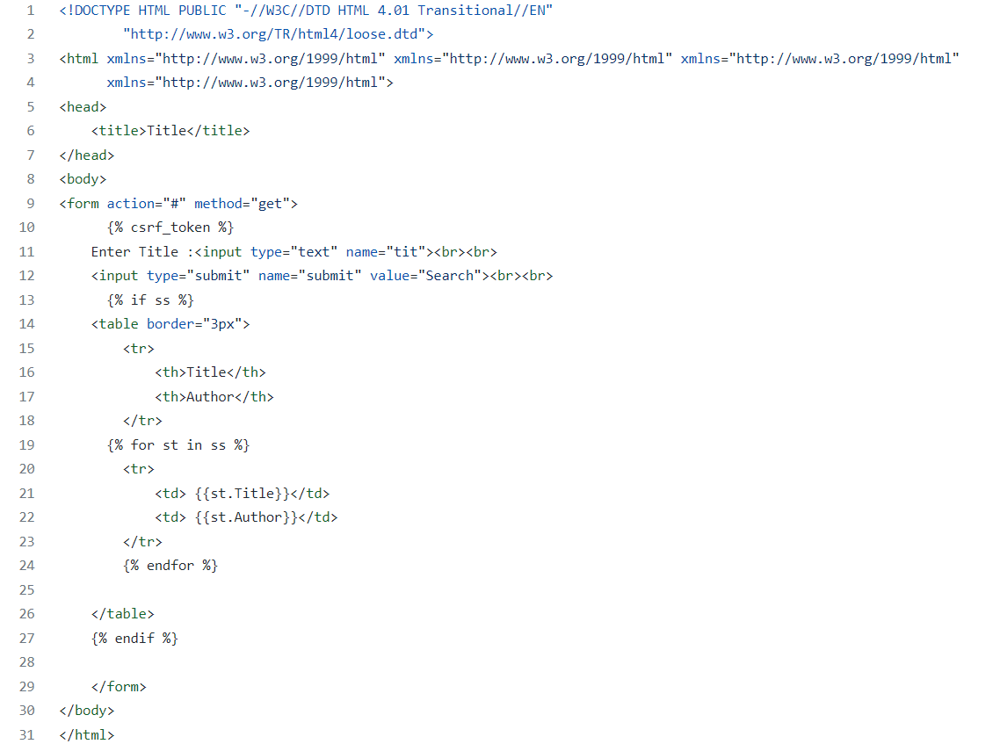 1 <!DOCTYPE HTML PUBLIC "-//W3C//DTD HTML 4.01 Transitional//EN"
2         "http://www.w3.org/TR/html4/loose.dtd">
3 <html xmlns="http://www.w3.org/1999/html" xmlns="http://www.w3.org/1999/html" xmlns="http://www.w3.org/1999/html"
4       xmlns="http://www.w3.org/1999/html">
5 <head>
6     <title>Title</title>
7 </head>
8 <body>
9 <form action="#" method="get">
10       {% csrf_token %}
11     Enter Title :<input type="text" name="tit"><br><br>
12     <input type="submit" name="submit" value="Search"><br><br>
13       {% if ss %}
14     <table border="3px">
15         <tr>
16             <th>Title</th>
17             <th>Author</th>
18         </tr>
19       {% for st in ss %}
20         <tr>
21             <td> {{st.Title}}</td>
22             <td> {{st.Author}}</td>
23         </tr>
24         {% endfor %}
25
26     </table>
27     {% endif %}
28
29     </form>
30 </body>
31 </html>